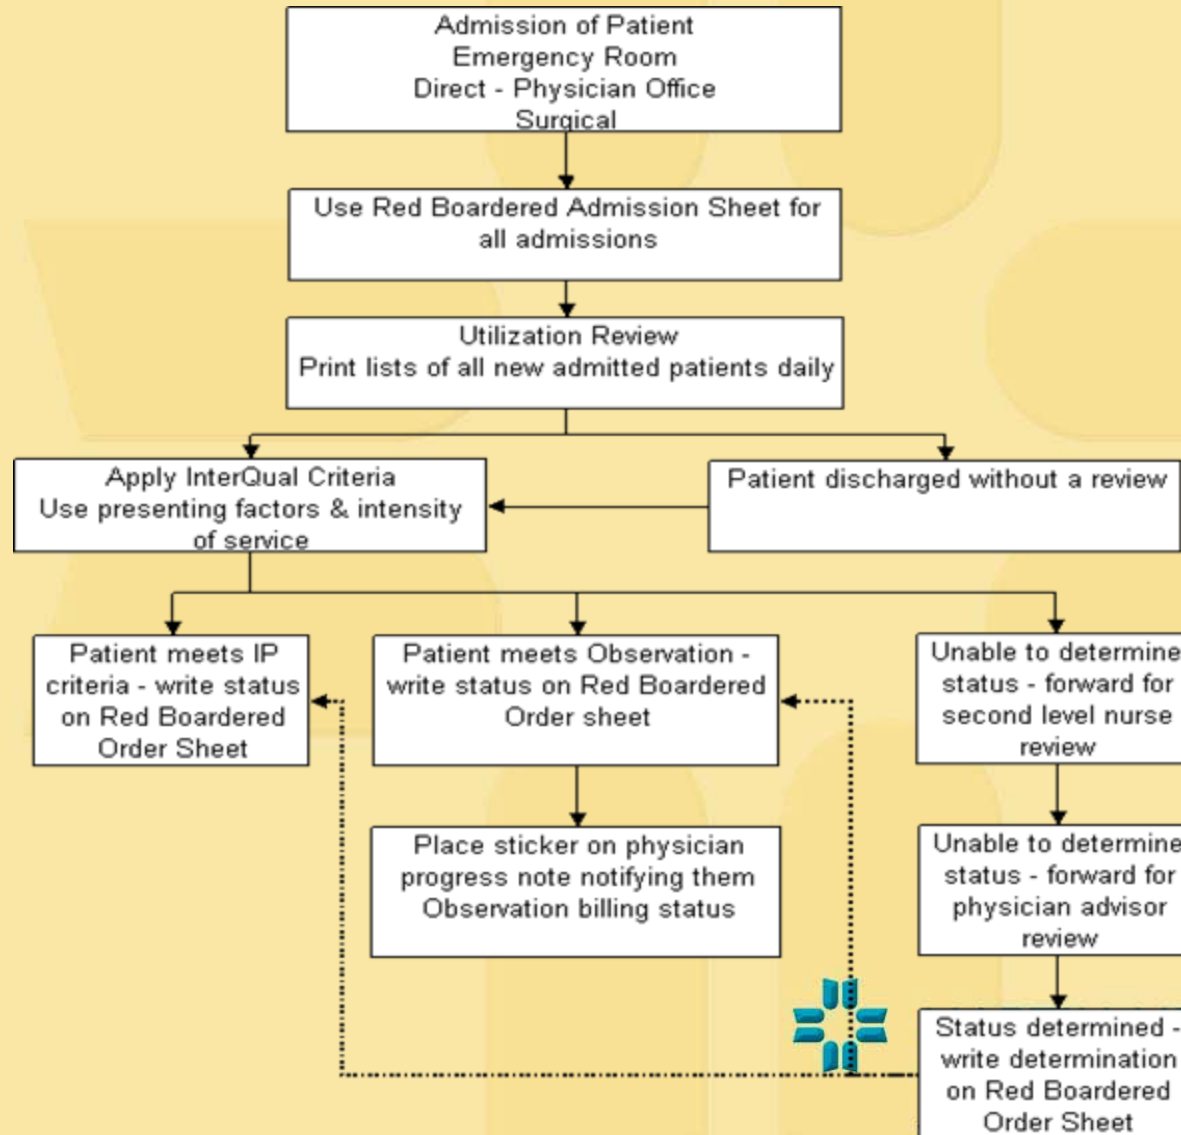 Admission of Patient
Emergency Room
Direct - Physician Office
Surgical
Use Red Boardered Admission Sheet for
all admissions
Utilization Review
Print lists of all new admitted patients daily
Apply InterQual Criteria
Use presenting factors & intensity
of service
Patient discharged without a review
Patient meets IP
criteria - write status
on Red Boardered
Order Sheet
Patient meets Observation -
write status on Red Boardered
Order sheet
Unable to determine
status - forward for
second level nurse
review
Place sticker on physician
progress note notifying them
Observation billing status
Unable to determine
status - forward for
physician advisor
review
Status determined -
write determination
on Red Boardered
Order Sheet